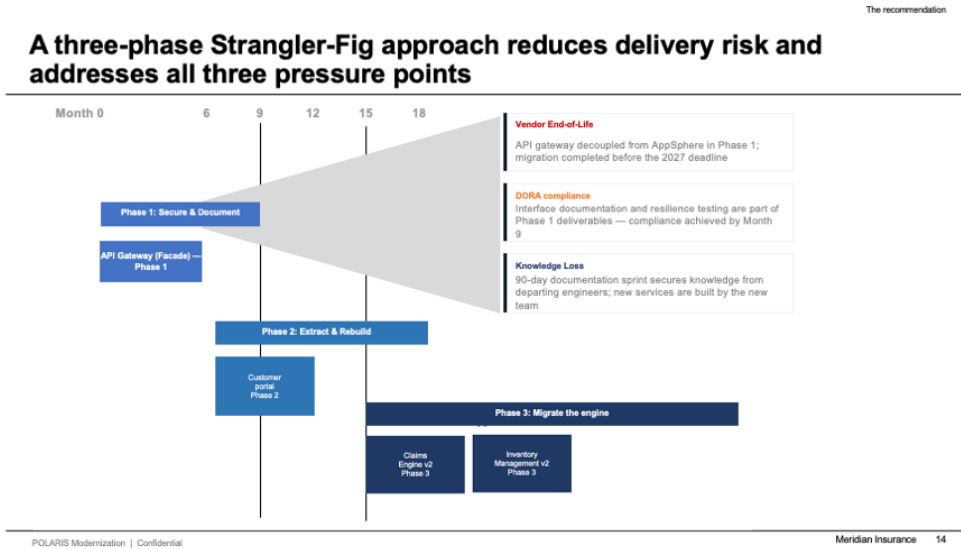 The recommendation
A three-phase Strangler-Fig approach reduces delivery risk and
addresses all three pressure points
Month 0 6 9 12 15 18
Vendor End-of-Life
API gateway decoupled from AppSphere in Phase 1;
migration completed before the 2027 deadline
DORA compliance
Interface documentation and resilience testing are part of
Phase 1 deliverables — compliance achieved by Month
9
Knowledge Loss
90-day documentation sprint secures knowledge from
departing engineers; new services are built by the new
team
Phase 1: Secure & Document
API Gateway (Facade) —
Phase 1
Phase 2: Extract & Rebuild
Customer
portal
Phase 2
Phase 3: Migrate the engine
Claims
Engine v2
Phase 3
Inventory
Management v2
Phase 3
POLARIS Modernization | Confidential
Meridian Insurance 14